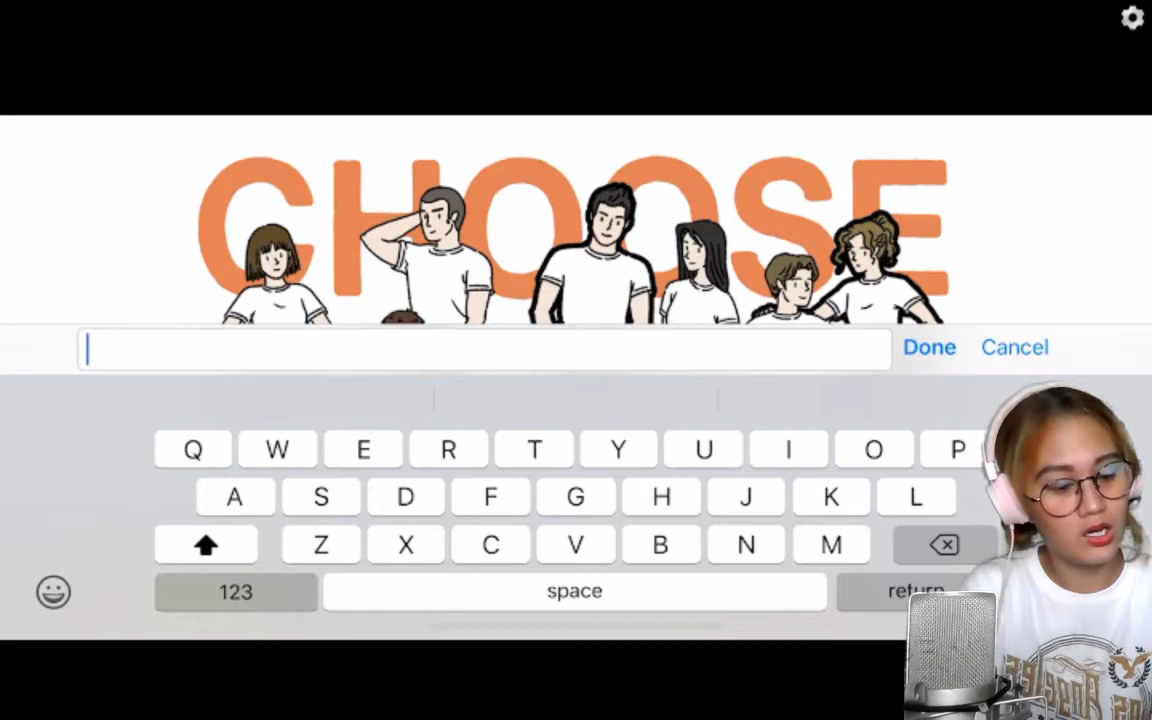 CHOOSE
Done Cancel
Q W E R T Y U I O P
A S D F G H J K L
Z X C V B N M
123 space return